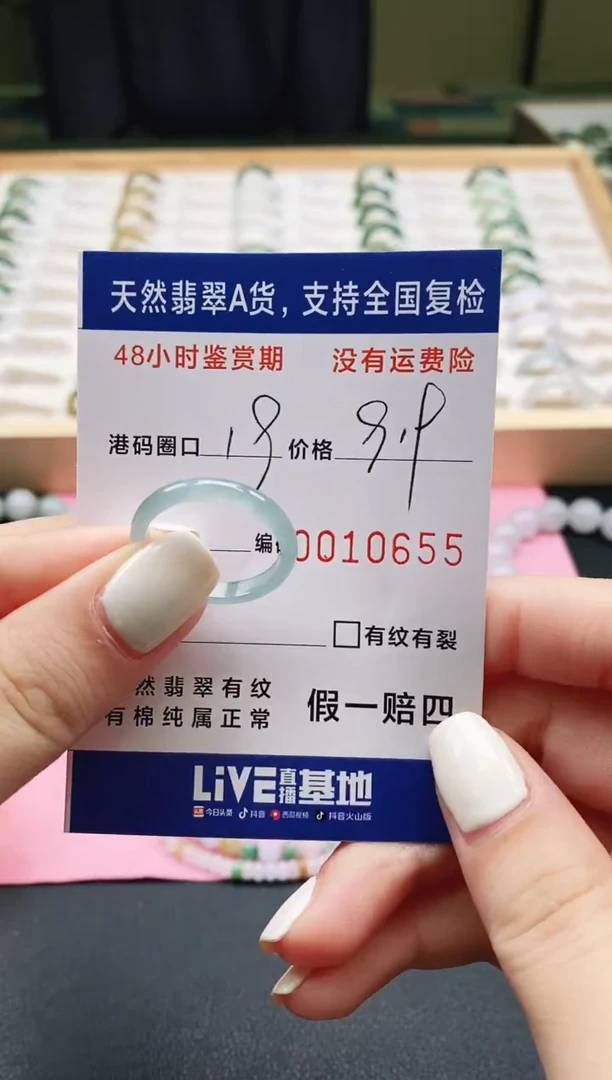 天然翡翠A货，支持全国复检
48小时鉴赏期 没有运费险
港码圈口 价格
编 0010655
□有纹有裂
然翡翠有纹
有棉纯属正常
假一赔四
LiVE直播基地
今日头条 抖音 西瓜视频 抖音火山版